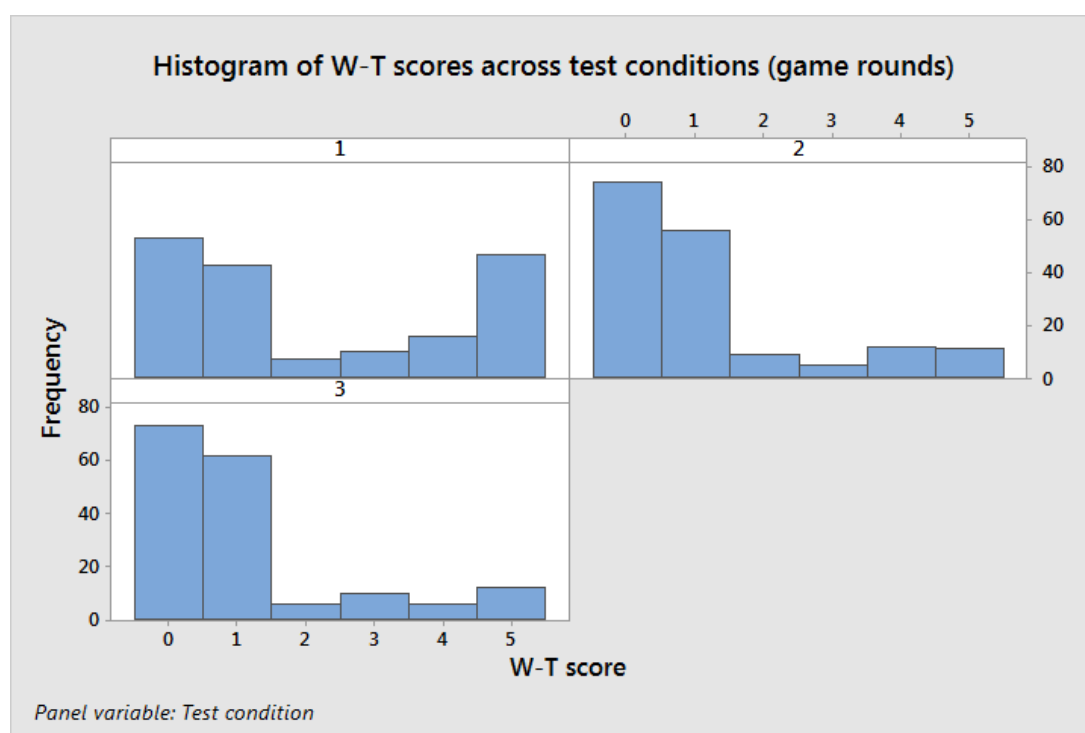 Histogram of W-T scores across test conditions (game rounds)
0 1 2 3 4 5
1 2
80
60
40
20
0
3
80
60
40
20
0
Frequency
0 1 2 3 4 5
W-T score
Panel variable: Test condition